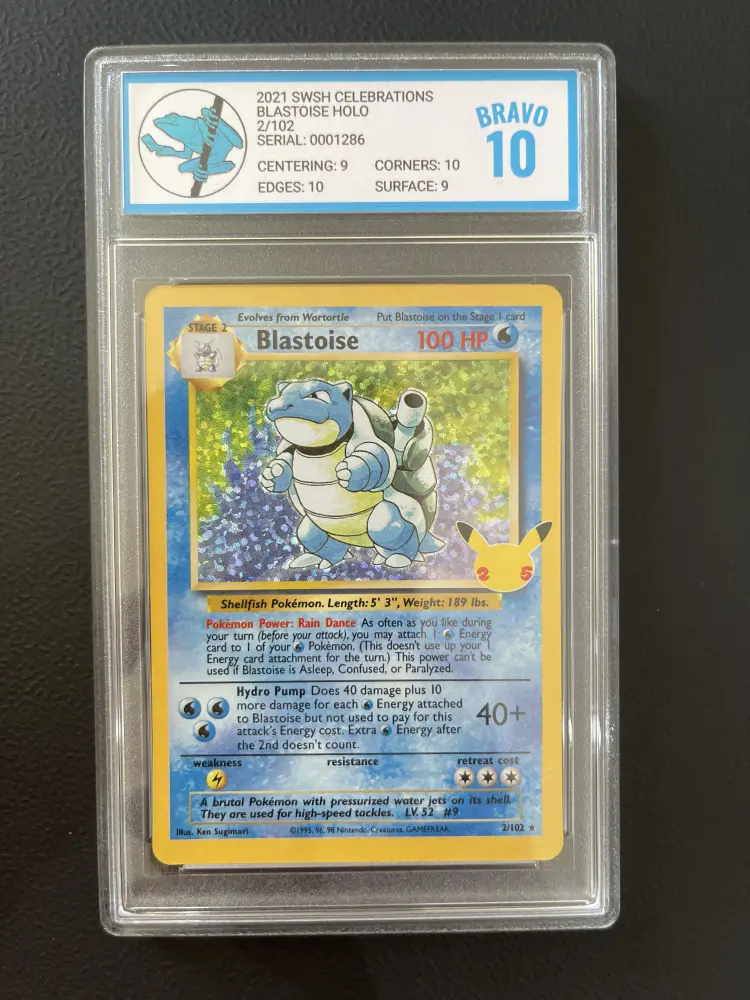 2021 SWSH CELEBRATIONS
BLASTOISE HOLO
2/102
SERIAL: 0001286
CENTERING: 9 CORNERS: 10
EDGES: 10 SURFACE: 9
BRAVO
10
Evolves from Wartortle Put Blastoise on the Stage 1 card
STAGE 2
Blastoise 100 HP
2 5
Shellfish Pokémon. Length: 5' 3", Weight: 189 lbs.
Pokémon Power: Rain Dance As often as you like during
your turn (before your attack), you may attach 1 Energy
card to 1 of your Pokémon. (This doesn't use up your 1
Energy card attachment for the turn.) This power can't be
used if Blastoise is Asleep, Confused, or Paralyzed.
Hydro Pump Does 40 damage plus 10
more damage for each Energy attached
to Blastoise but not used to pay for this
attack's Energy cost. Extra Energy after
the 2nd doesn't count.
40+
weakness resistance retreat cost
A brutal Pokémon with pressurized water jets on its shell.
They are used for high-speed tackles. LV. 52 #9
Illus. Ken Sugimori ©1995, 96, 98 Nintendo, Creatures, GAMEFREAK. 2/102 ★